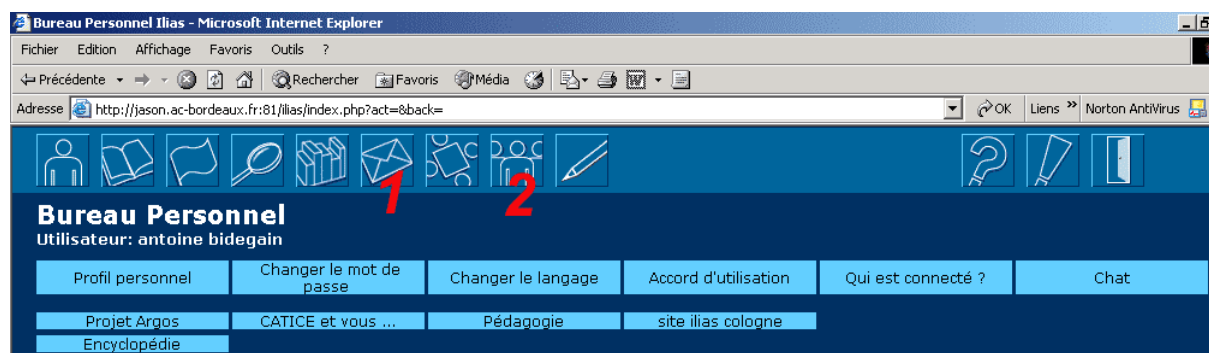 Bureau Personnel Ilias - Microsoft Internet Explorer
Fichier Edition Affichage Favoris Outils ?
Précédente Rechercher Favoris Média
Adresse http://jason.ac-bordeaux.fr:81/ilias/index.php?act=&back= OK Liens » Norton AntiVirus
1 2
Bureau Personnel
Utilisateur: antoine bidegain
Profil personnel Changer le mot de passe Changer le langage Accord d'utilisation Qui est connecté ? Chat
Projet Argos CATICE et vous ... Pédagogie site ilias cologne
Encyclopédie